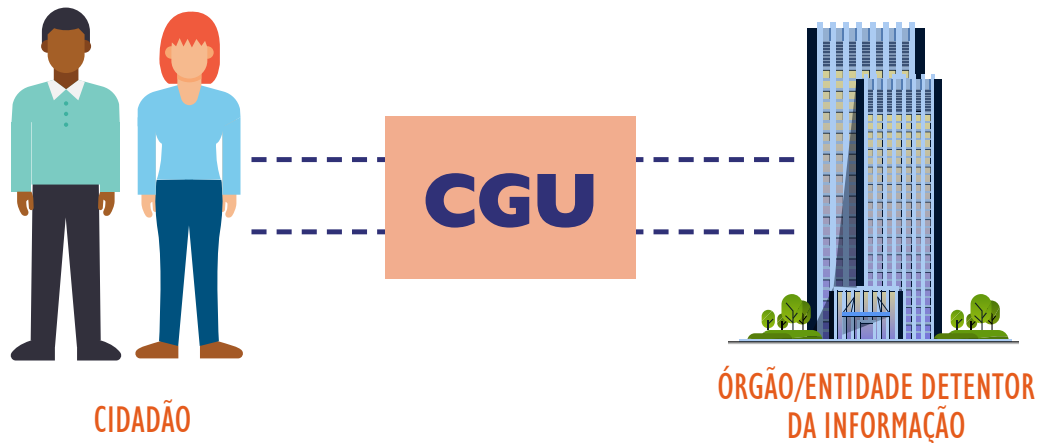 CGU
CIDADÃO
ÓRGÃO/ENTIDADE DETENTOR
DA INFORMAÇÃO